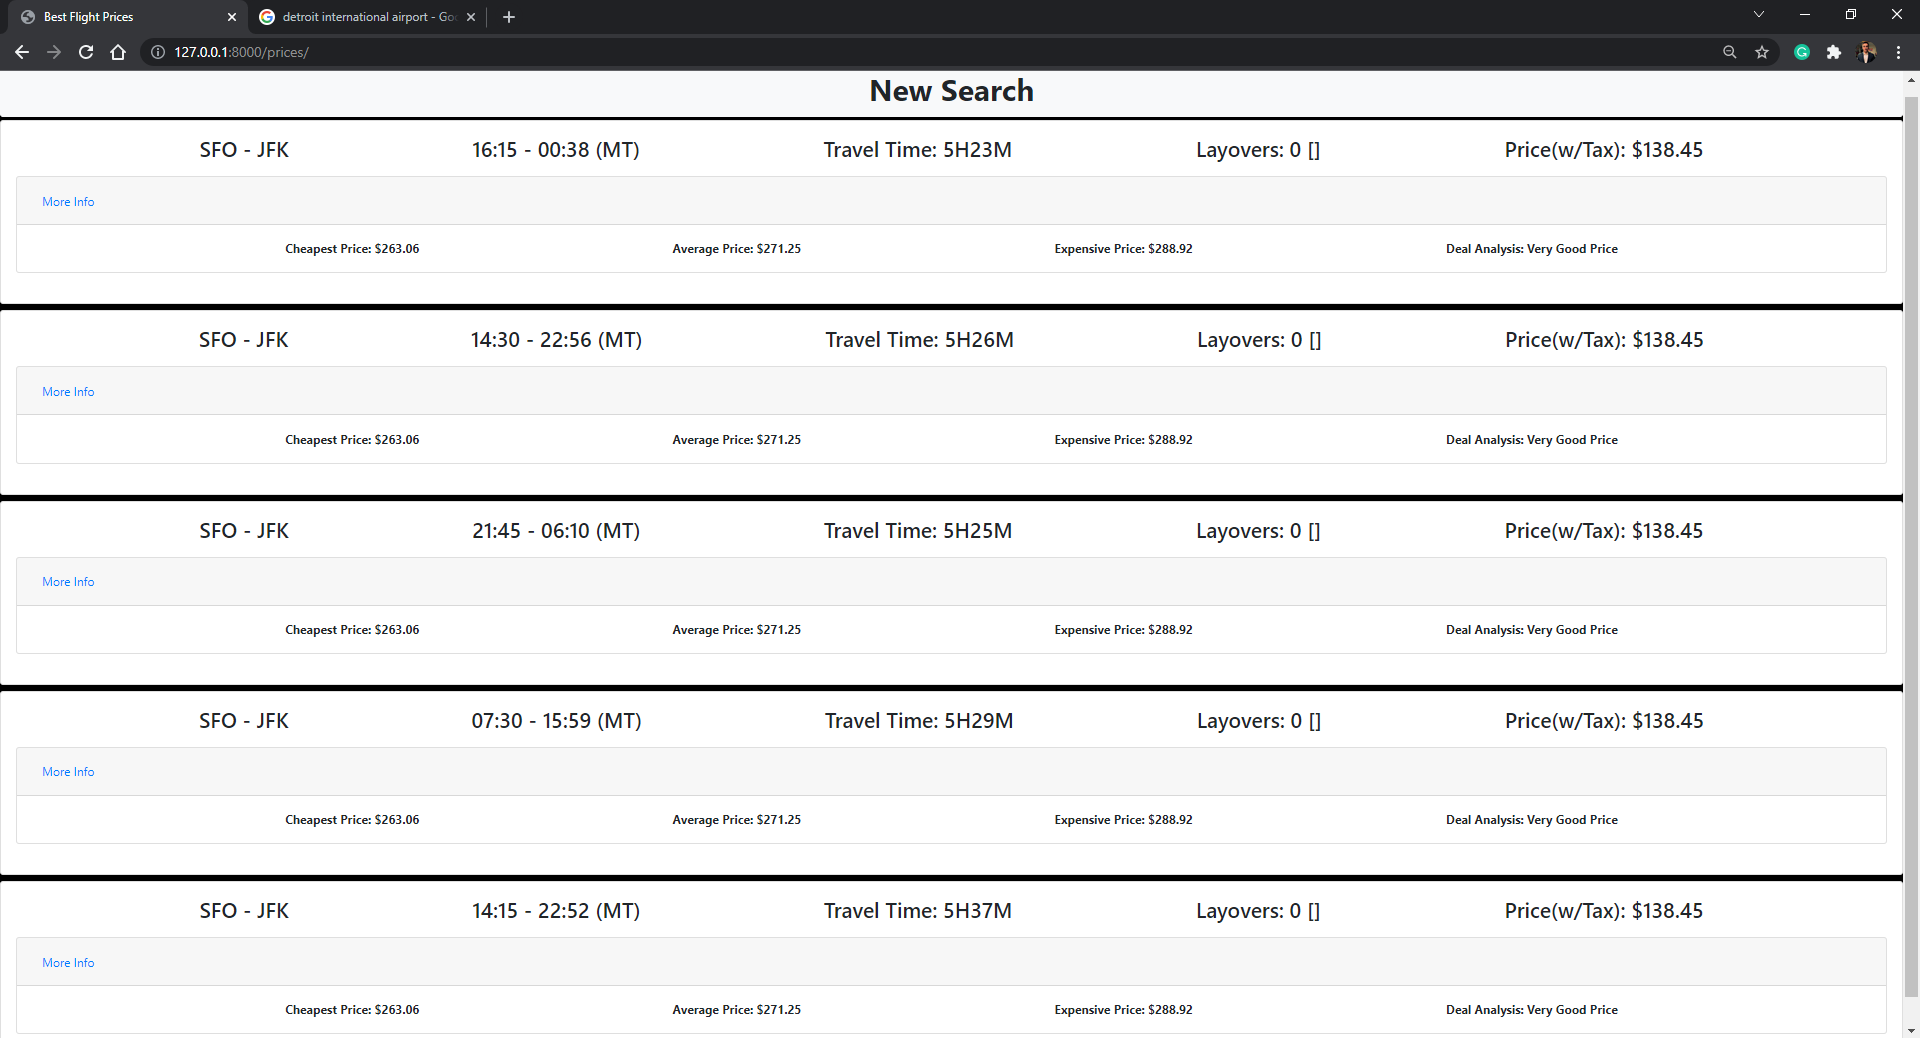 Best Flight Prices
detroit international airport - Goo
127.0.0.1:8000/prices/
New Search
SFO - JFK 16:15 - 00:38 (MT) Travel Time: 5H23M Layovers: 0 [] Price(w/Tax): $138.45
More Info
Cheapest Price: $263.06 Average Price: $271.25 Expensive Price: $288.92 Deal Analysis: Very Good Price
SFO - JFK 14:30 - 22:56 (MT) Travel Time: 5H26M Layovers: 0 [] Price(w/Tax): $138.45
More Info
Cheapest Price: $263.06 Average Price: $271.25 Expensive Price: $288.92 Deal Analysis: Very Good Price
SFO - JFK 21:45 - 06:10 (MT) Travel Time: 5H25M Layovers: 0 [] Price(w/Tax): $138.45
More Info
Cheapest Price: $263.06 Average Price: $271.25 Expensive Price: $288.92 Deal Analysis: Very Good Price
SFO - JFK 07:30 - 15:59 (MT) Travel Time: 5H29M Layovers: 0 [] Price(w/Tax): $138.45
More Info
Cheapest Price: $263.06 Average Price: $271.25 Expensive Price: $288.92 Deal Analysis: Very Good Price
SFO - JFK 14:15 - 22:52 (MT) Travel Time: 5H37M Layovers: 0 [] Price(w/Tax): $138.45
More Info
Cheapest Price: $263.06 Average Price: $271.25 Expensive Price: $288.92 Deal Analysis: Very Good Price